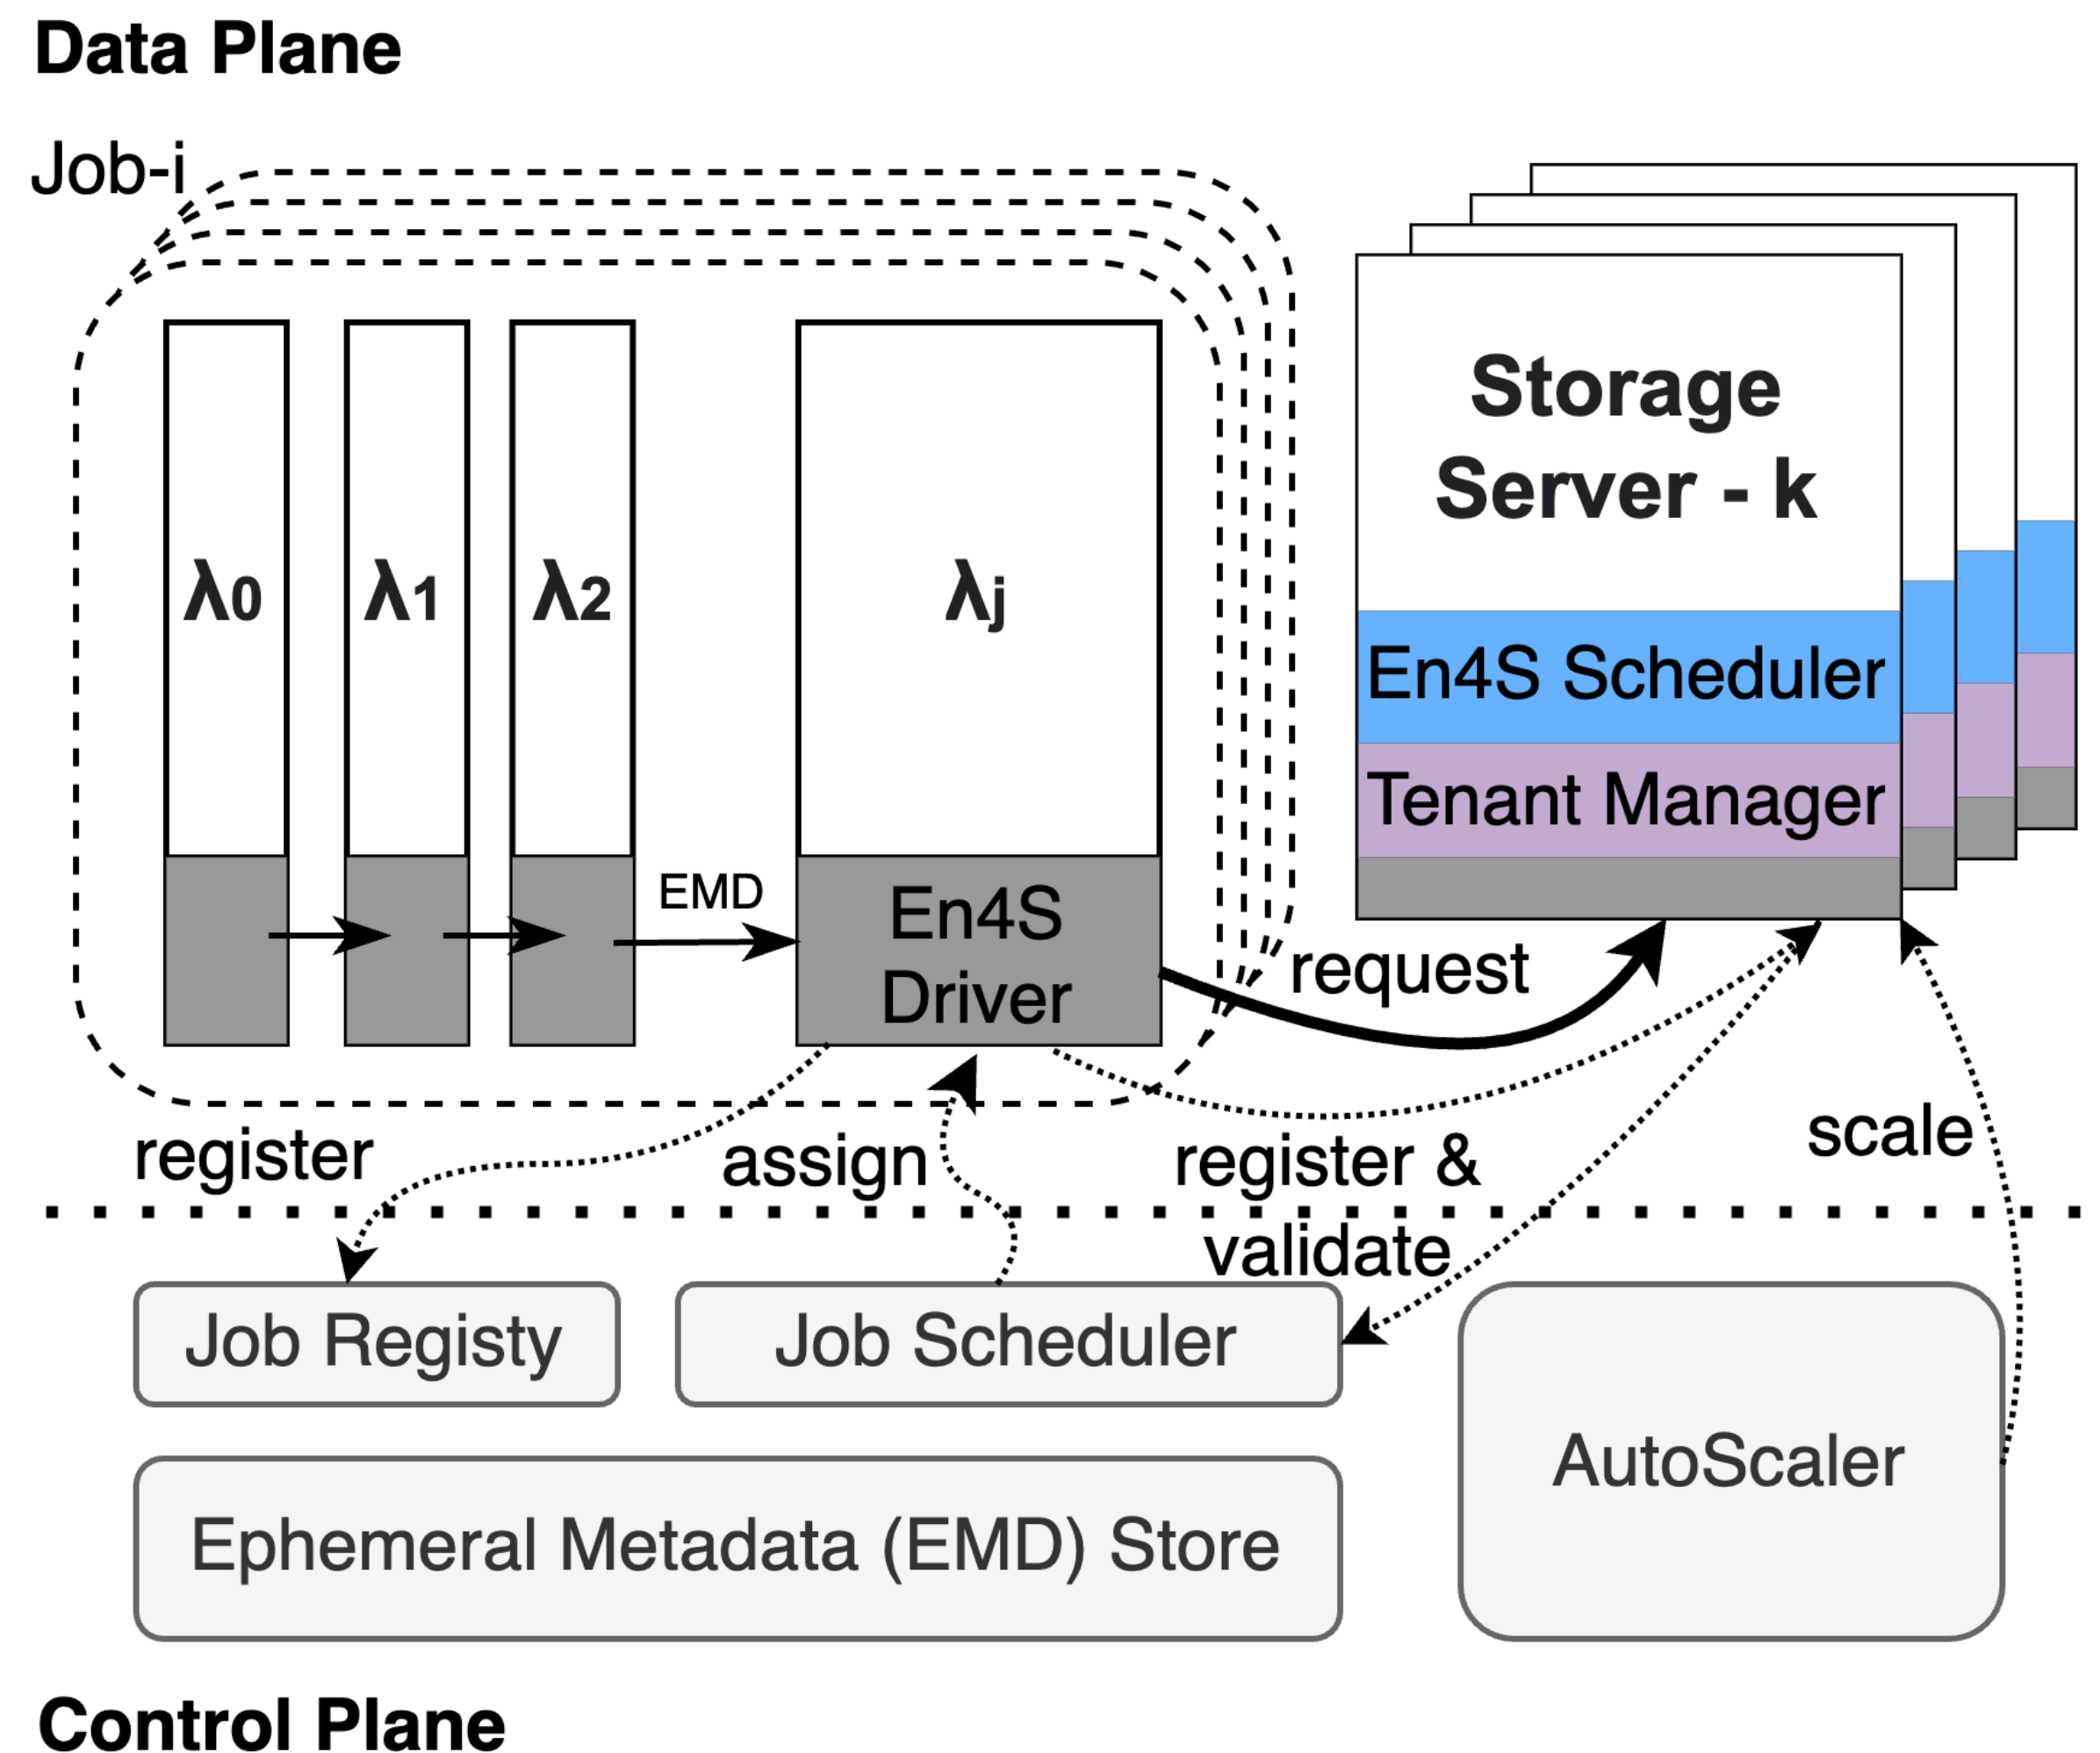 Data Plane
Job-i
λ0
λ1
λ2
λj
EMD
En4S
Driver
Storage
Server - k
En4S Scheduler
Tenant Manager
request
register
assign
register &
validate
scale
Job Registy
Job Scheduler
AutoScaler
Ephemeral Metadata (EMD) Store
Control Plane